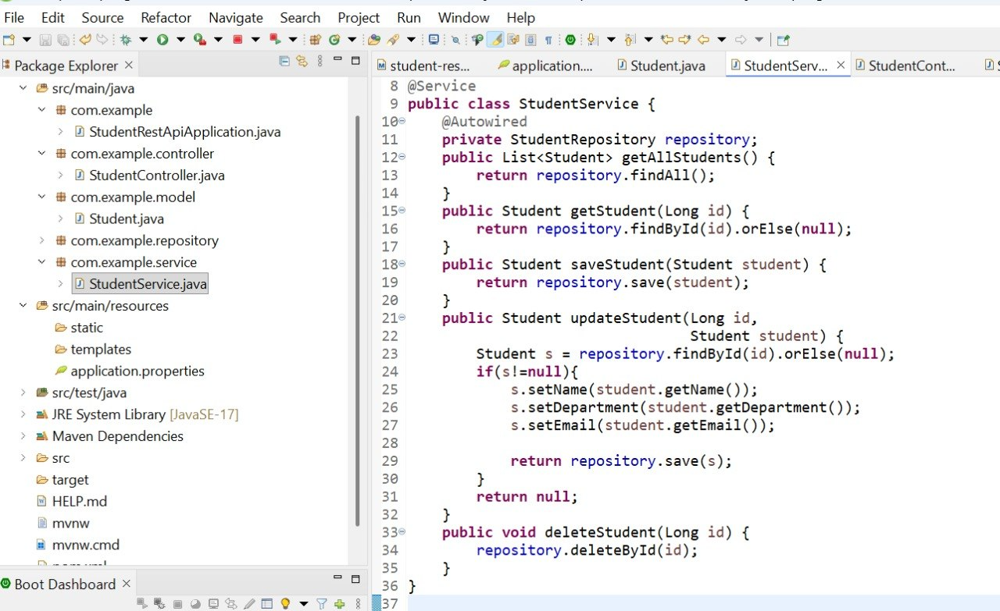 File Edit Source Refactor Navigate Search Project Run Window Help
Package Explorer
student-res... application.... Student.java StudentServ... StudentCont...
src/main/java
com.example
StudentRestApiApplication.java
com.example.controller
StudentController.java
com.example.model
Student.java
com.example.repository
com.example.service
StudentService.java
src/main/resources
static
templates
application.properties
src/test/java
JRE System Library [JavaSE-17]
Maven Dependencies
src
target
HELP.md
mvnw
mvnw.cmd
Boot Dashboard
8 @Service
9 public class StudentService {
10 @Autowired
11 private StudentRepository repository;
12 public List<Student> getAllStudents() {
13 return repository.findAll();
14 }
15 public Student getStudent(Long id) {
16 return repository.findById(id).orElse(null);
17 }
18 public Student saveStudent(Student student) {
19 return repository.save(student);
20 }
21 public Student updateStudent(Long id,
22 Student student) {
23 Student s = repository.findById(id).orElse(null);
24 if(s!=null){
25 s.setName(student.getName());
26 s.setDepartment(student.getDepartment());
27 s.setEmail(student.getEmail());
28
29 return repository.save(s);
30 }
31 return null;
32 }
33 public void deleteStudent(Long id) {
34 repository.deleteById(id);
35 }
36 }
37